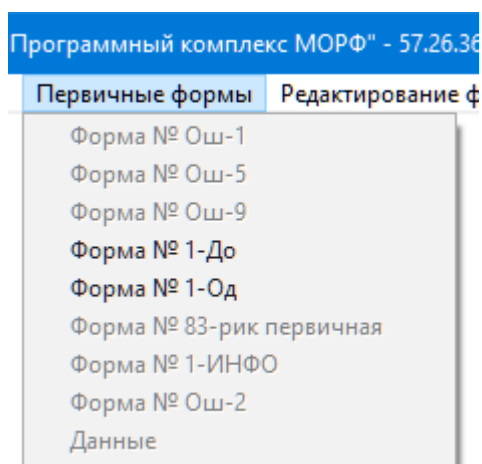 Программный комплекс МОРФ" - 57.26.36
Первичные формы Редактирование ф
Форма № Ош-1
Форма № Ош-5
Форма № Ош-9
Форма № 1-До
Форма № 1-Од
Форма № 83-рик первичная
Форма № 1-ИНФО
Форма № Ош-2
Данные